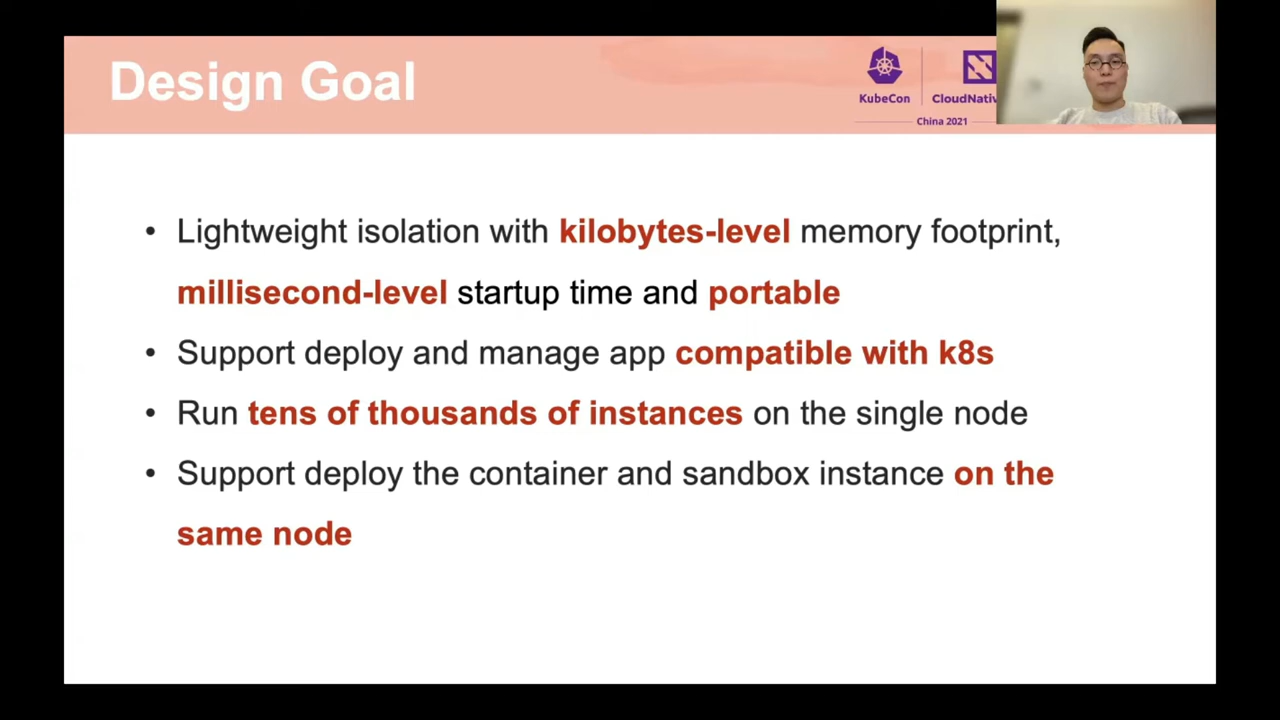 Design Goal
KubeCon
CloudNativ
China 2021
• Lightweight isolation with kilobytes-level memory footprint,
millisecond-level startup time and portable
• Support deploy and manage app compatible with k8s
• Run tens of thousands of instances on the single node
• Support deploy the container and sandbox instance on the
same node